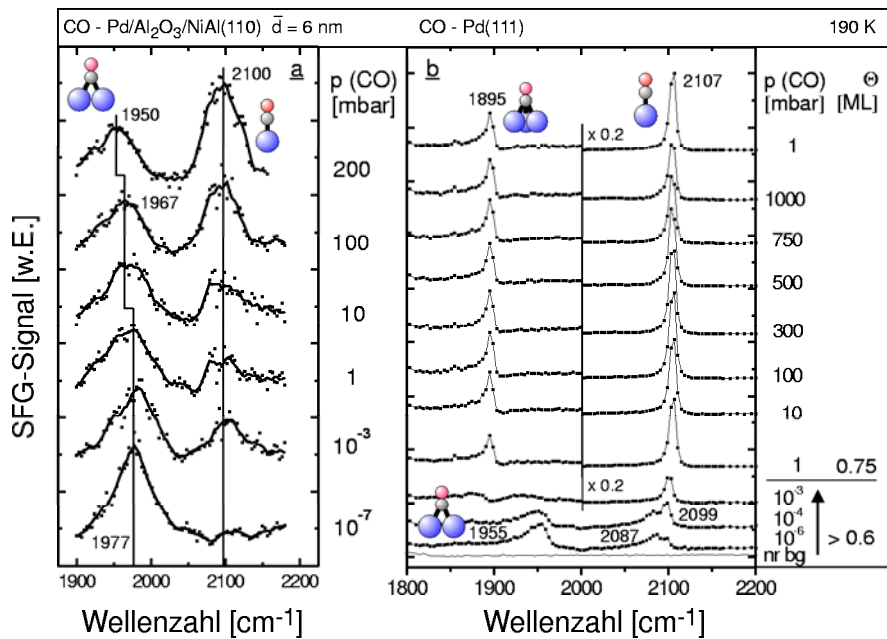 CO - Pd/Al₂O₃/NiAl(110) d̅ = 6 nm
CO - Pd(111) 190 K
SFG-Signal [w.E.]
a
1950
2100
1967
1977
p (CO)
[mbar]
200
100
10
1
10⁻³
10⁻⁷
1900 2000 2100 2200
Wellenzahl [cm⁻¹]
b
1895
2107
x 0.2
x 0.2
1955
2087
2099
p (CO) Θ
[mbar] [ML]
1
1000
750
500
300
100
10
1 0.75
10⁻³
10⁻⁴
10⁻⁶ > 0.6
nr bg
1800 1900 2000 2100 2200
Wellenzahl [cm⁻¹]